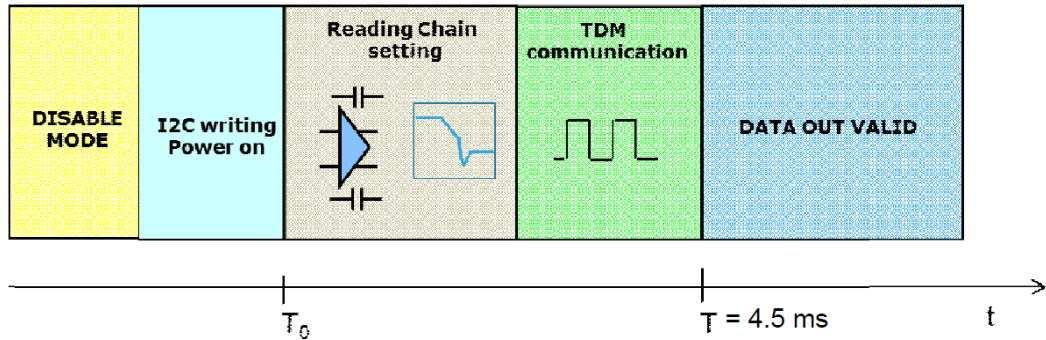 DISABLE
MODE
I2C writing
Power on
Reading Chain
setting
TDM
communication
DATA OUT VALID
T0
T = 4.5 ms
t